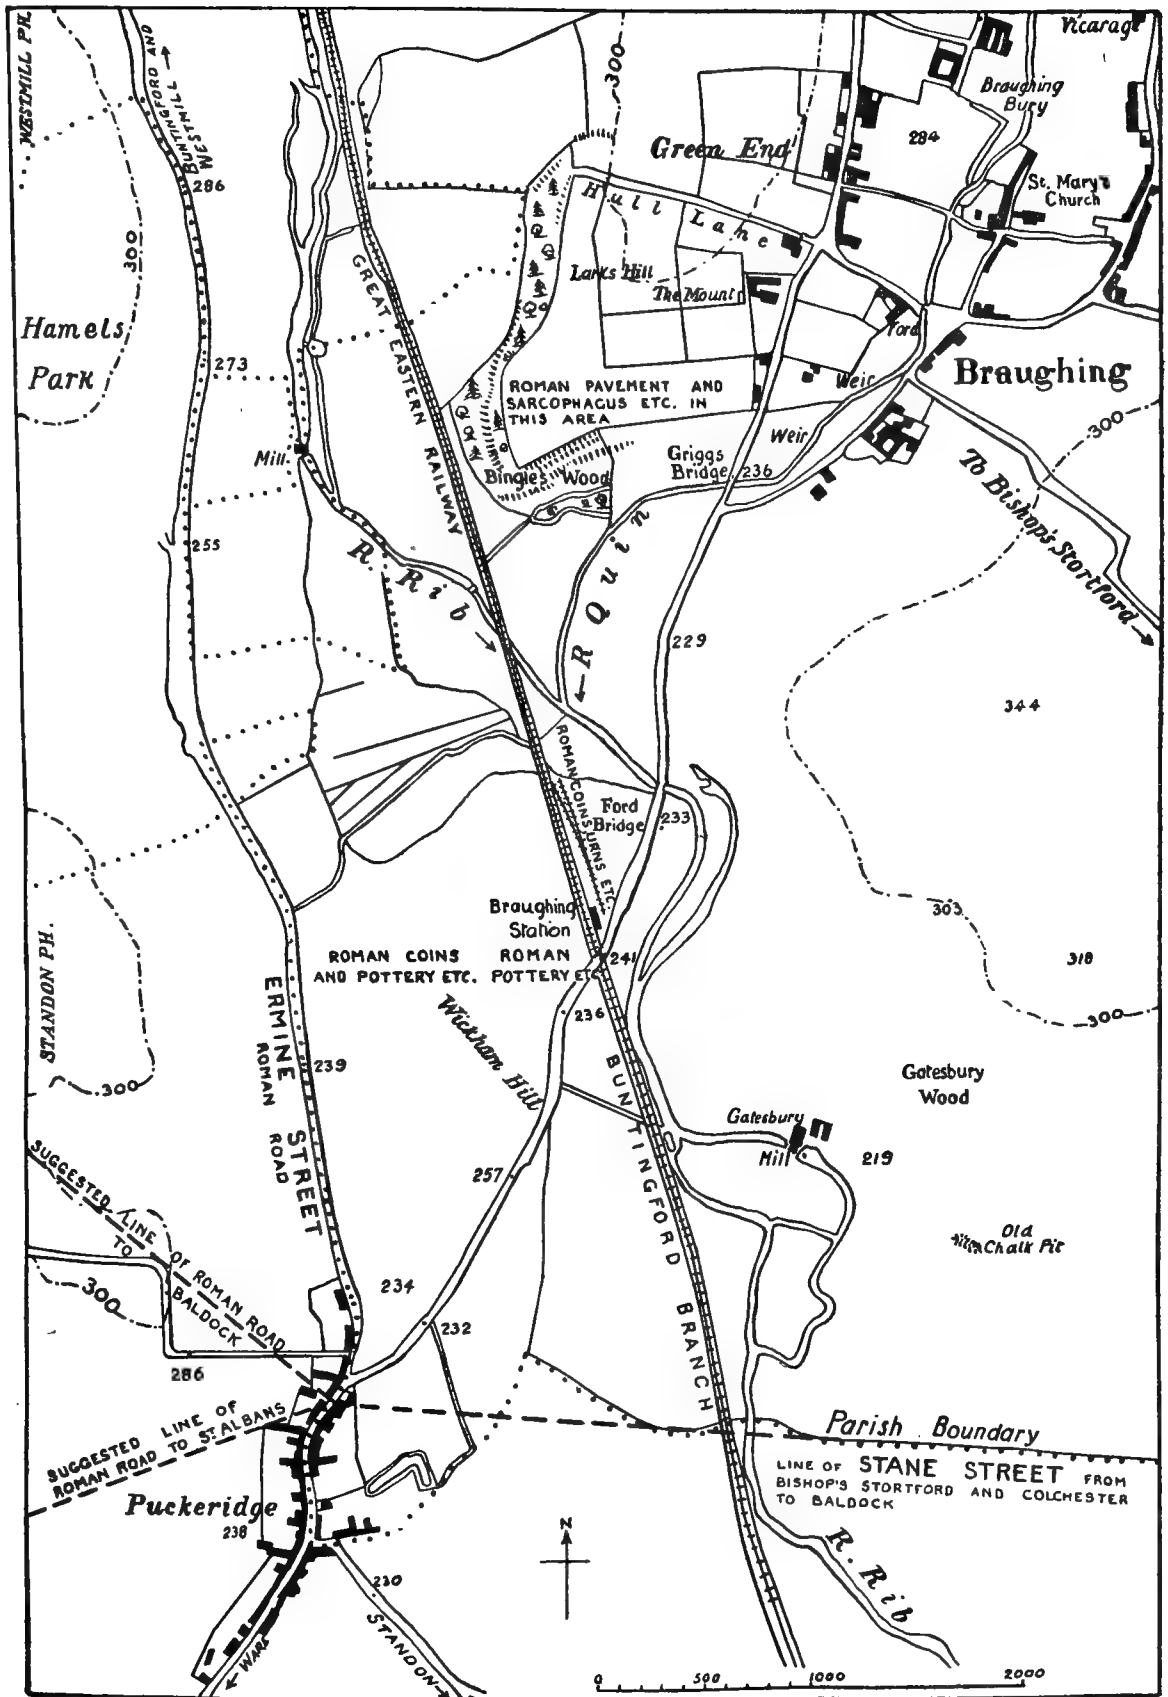 WESTMILL PH.
BUNTINGFORD AND
WESTMILL
286
300
Hamels
Park
273
Mill
255
GREAT EASTERN RAILWAY
300
Green End
Hull Lane
Larks Hill
The Mount
Vicarage
Braughing
Bury
284
St. Mary's
Church
Ford
Weir
Braughing
ROMAN PAVEMENT AND
SARCOPHAGUS ETC. IN
THIS AREA
Weir
Griggs
Bridge
236
Bingles Wood
300
To Bishop's Stortford
R. Rib
R Quin
229
344
ROMAN COINS URNS ETC.
Ford
Bridge
233
303
318
300
Braughing
Station
ROMAN COINS
AND POTTERY ETC.
ROMAN
POTTERY ETC
241
236
STANDON PH.
300
ERMINE STREET
ROMAN ROAD
239
Wickham Hill
Gatesbury
Wood
Gatesbury
Mill
219
257
BUNTINGFORD BRANCH
Old
Chalk Pit
SUGGESTED LINE OF ROMAN ROAD
TO BALDOCK
300
234
232
286
SUGGESTED LINE OF
ROMAN ROAD TO ST ALBANS
Parish Boundary
LINE OF STANE STREET FROM
BISHOP'S STORTFORD AND COLCHESTER
TO BALDOCK
Puckeridge
238
N
230
STANDON
WARE
R. Rib
0 500 1000 2000